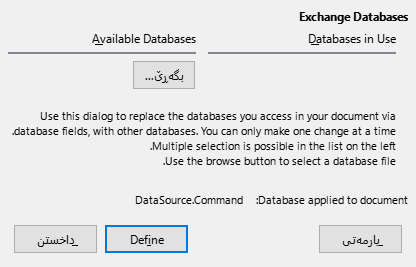 Exchange Databases
Databases in Use
Available Databases
بگەڕێ...
Use this dialog to replace the databases you access in your document via
database fields, with other databases. You can only make one change at a time.
Multiple selection is possible in the list on the left.
Use the browse button to select a database file.
Database applied to document: DataSource.Command
یارمەتی
Define
داخستن